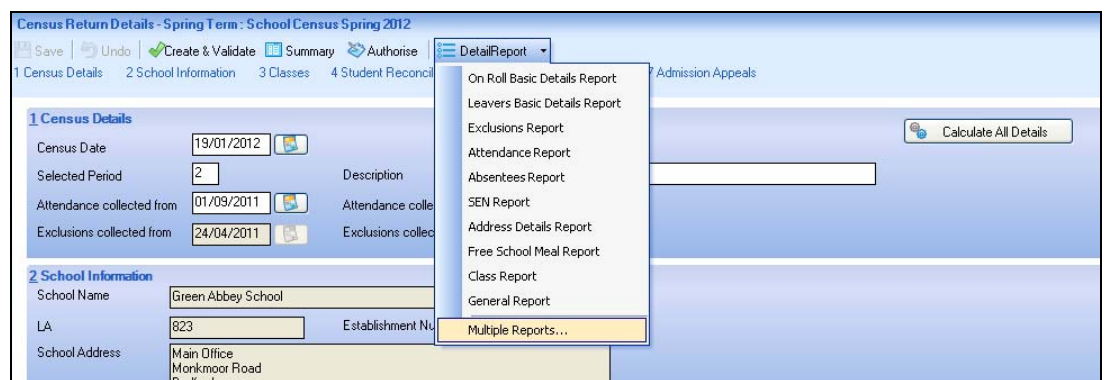 Census Return Details - Spring Term : School Census Spring 2012
Save Undo Create & Validate Summary Authorise DetailReport
1 Census Details 2 School Information 3 Classes 4 Student Reconcil 7 Admission Appeals
On Roll Basic Details Report
Leavers Basic Details Report
Exclusions Report
Attendance Report
Absentees Report
SEN Report
Address Details Report
Free School Meal Report
Class Report
General Report
Multiple Reports...
1 Census Details
Calculate All Details
Census Date 19/01/2012
Selected Period 2 Description
Attendance collected from 01/09/2011 Attendance colle
Exclusions collected from 24/04/2011 Exclusions collec
2 School Information
School Name Green Abbey School
LA 823 Establishment Nu
School Address Main Office
Monkmoor Road